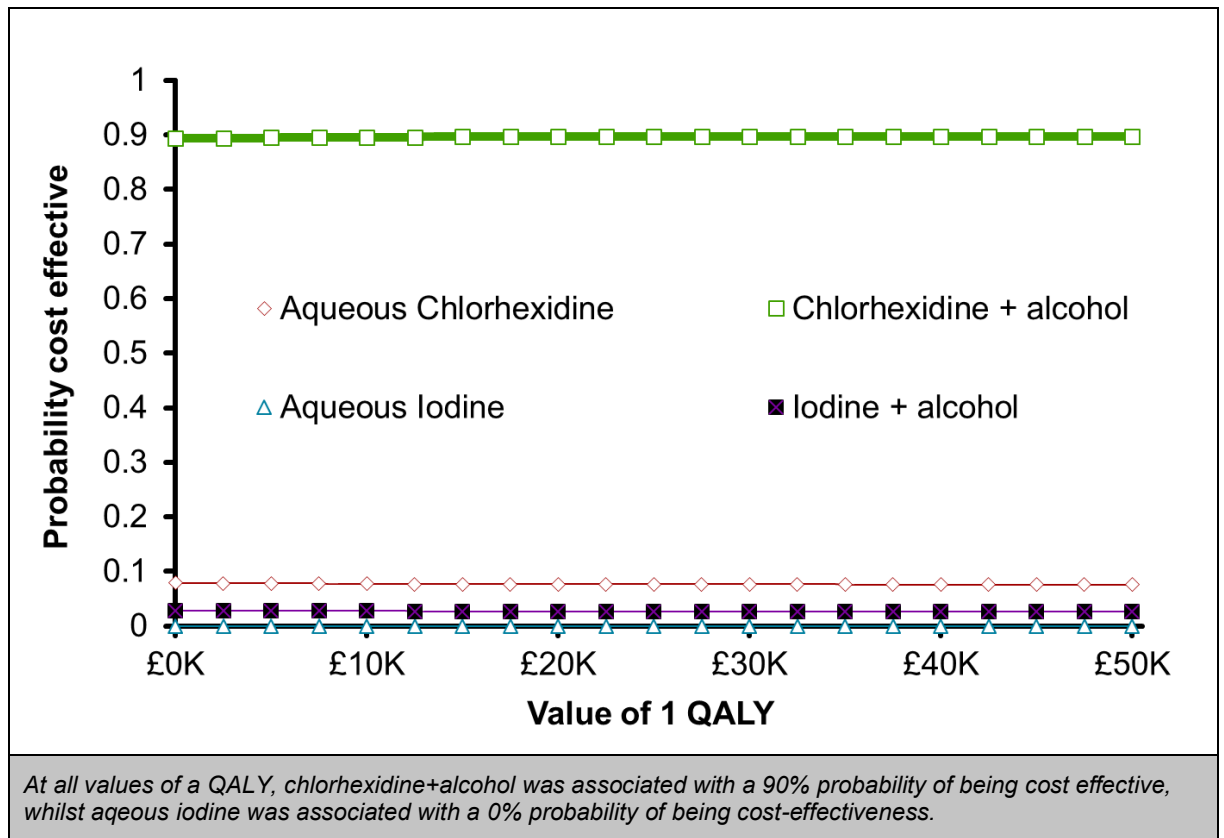 1
0.9
0.8
0.7
0.6
0.5
0.4
0.3
0.2
0.1
0
Probability cost effective
Aqueous Chlorhexidine
Chlorhexidine + alcohol
Aqueous Iodine
Iodine + alcohol
£0K £10K £20K £30K £40K £50K
Value of 1 QALY
At all values of a QALY, chlorhexidine+alcohol was associated with a 90% probability of being cost effective,
whilst aqeous iodine was associated with a 0% probability of being cost-effectiveness.